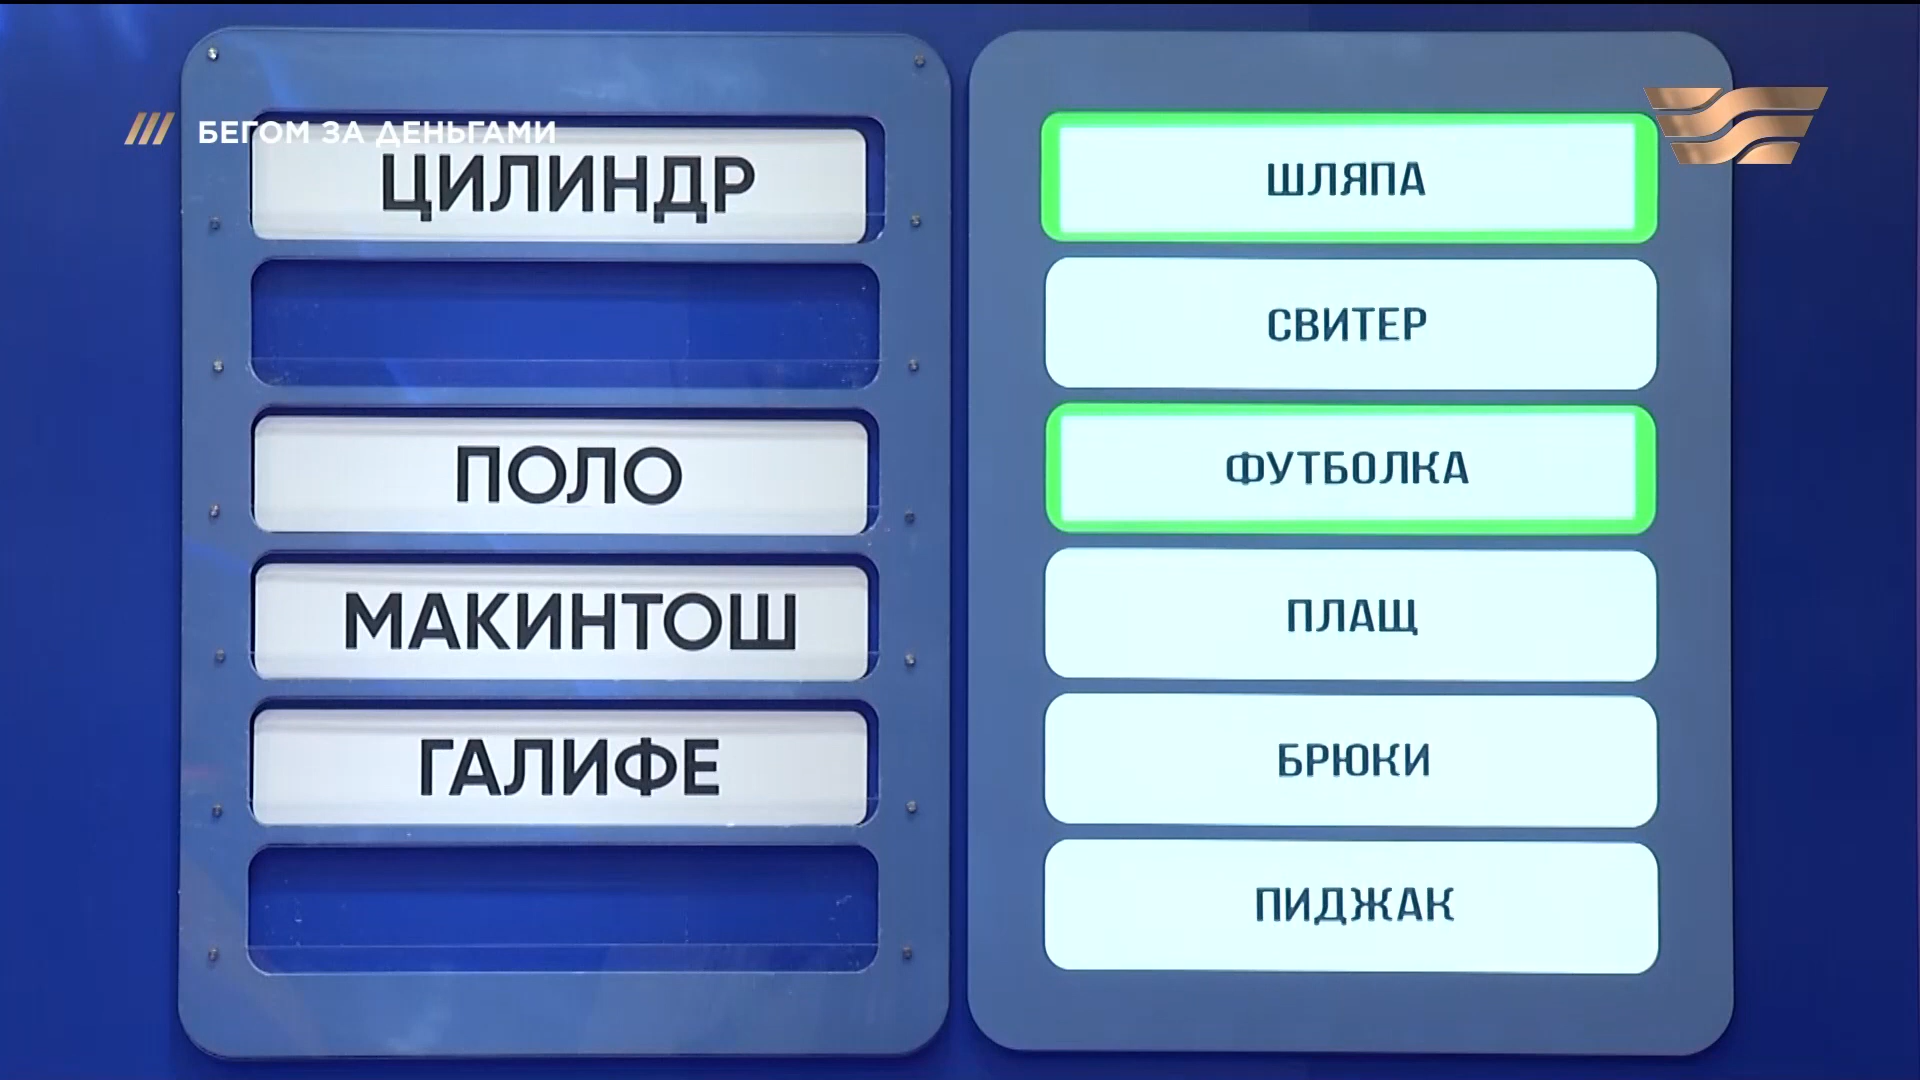 /// БЕГОМ ЗА ДЕНЬГАМИ
ЦИЛИНДР
ШЛЯПА
СВИТЕР
ПОЛО
ФУТБОЛКА
МАКИНТОШ
ПЛАЩ
ГАЛИФЕ
БРЮКИ
ПИДЖАК